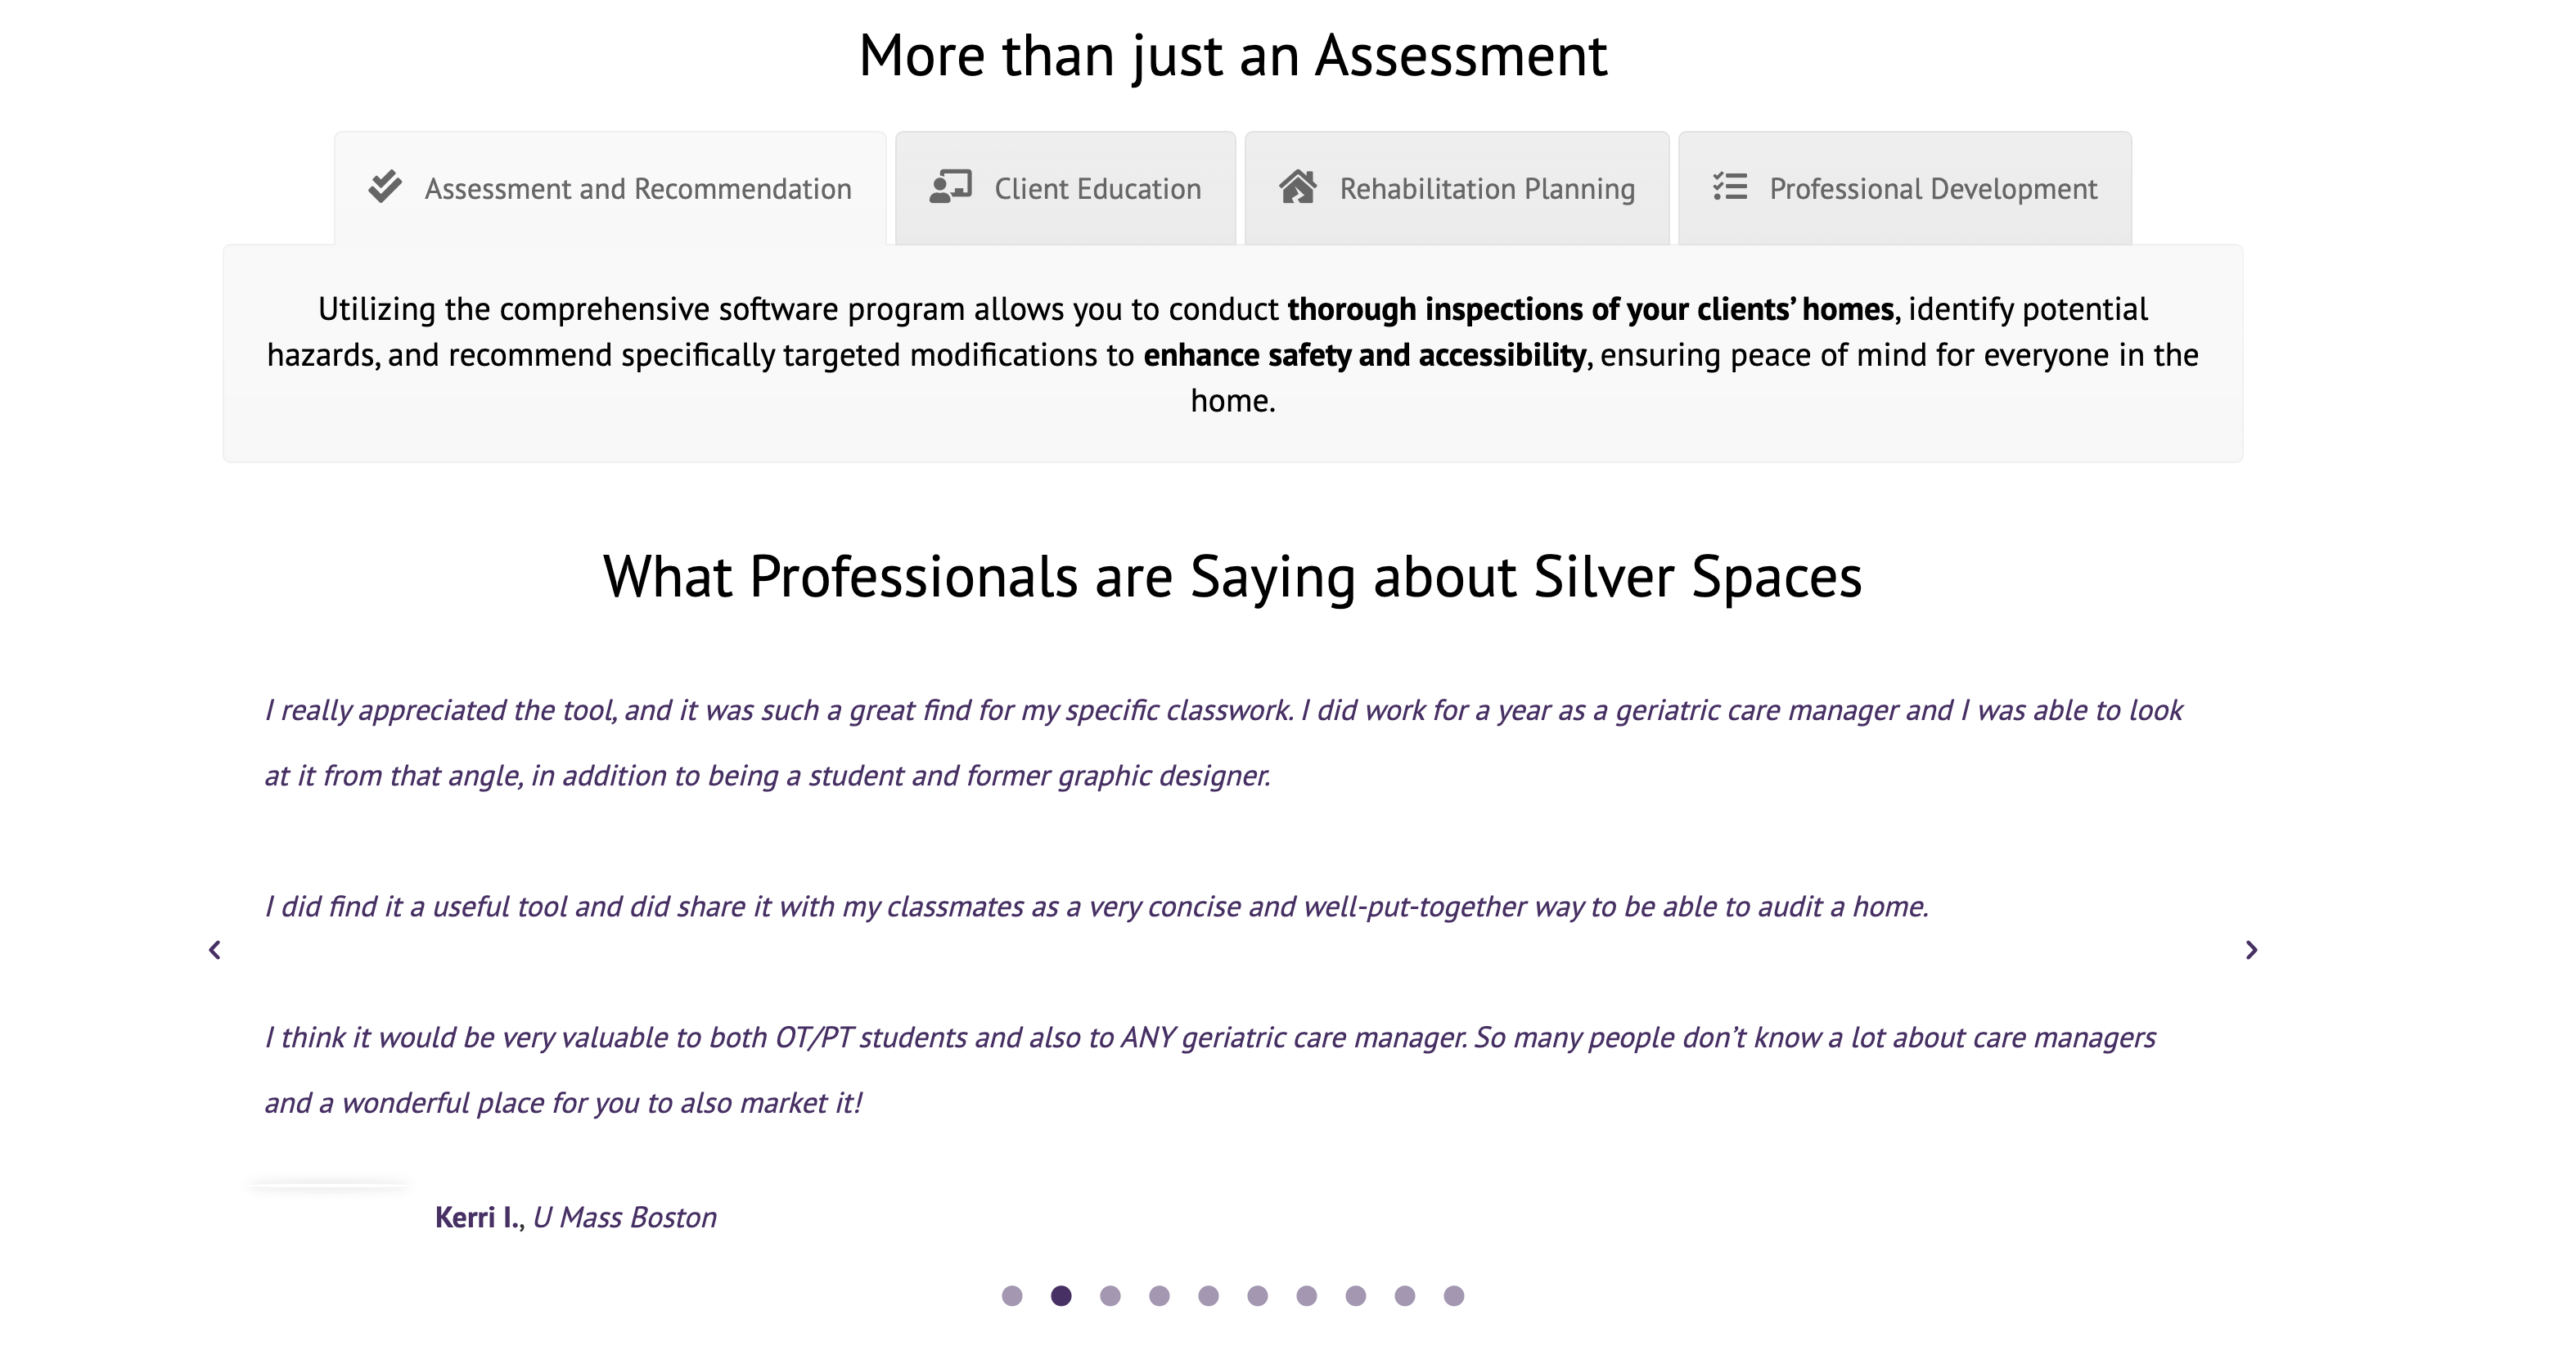 More than just an Assessment
Assessment and Recommendation
Client Education
Rehabilitation Planning
Professional Development
Utilizing the comprehensive software program allows you to conduct thorough inspections of your clients’ homes, identify potential
hazards, and recommend specifically targeted modifications to enhance safety and accessibility, ensuring peace of mind for everyone in the
home.
What Professionals are Saying about Silver Spaces
I really appreciated the tool, and it was such a great find for my specific classwork. I did work for a year as a geriatric care manager and I was able to look
at it from that angle, in addition to being a student and former graphic designer.
I did find it a useful tool and did share it with my classmates as a very concise and well-put-together way to be able to audit a home.
I think it would be very valuable to both OT/PT students and also to ANY geriatric care manager. So many people don’t know a lot about care managers
and a wonderful place for you to also market it!
Kerri I., U Mass Boston